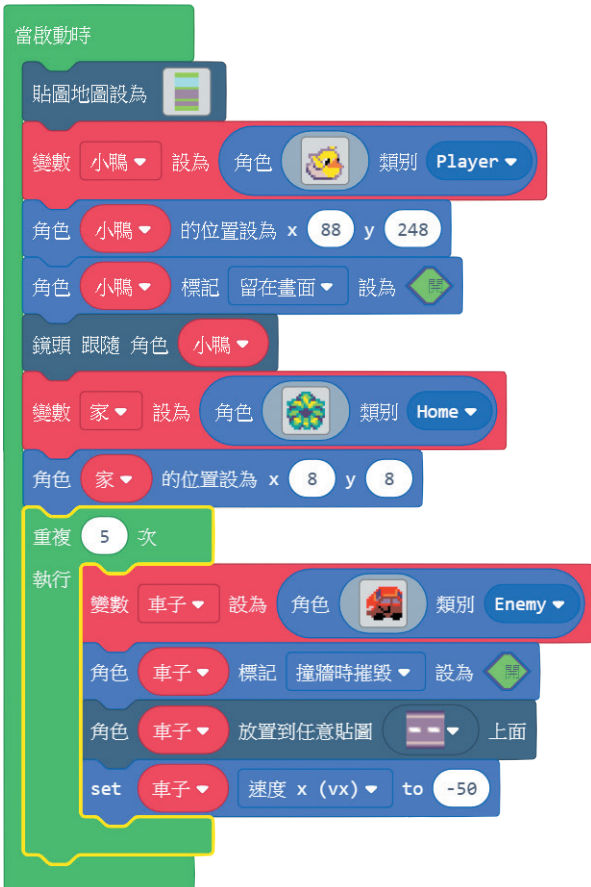 當啟動時
貼圖地圖設為
變數 小鴨 設為 角色 類別 Player
角色 小鴨 的位置設為 x 88 y 248
角色 小鴨 標記 留在畫面 設為 開
鏡頭 跟隨 角色 小鴨
變數 家 設為 角色 類別 Home
角色 家 的位置設為 x 8 y 8
重複 5 次
執行
變數 車子 設為 角色 類別 Enemy
角色 車子 標記 撞牆時摧毀 設為 開
角色 車子 放置到任意貼圖 上面
set 車子 速度 x (vx) to -50